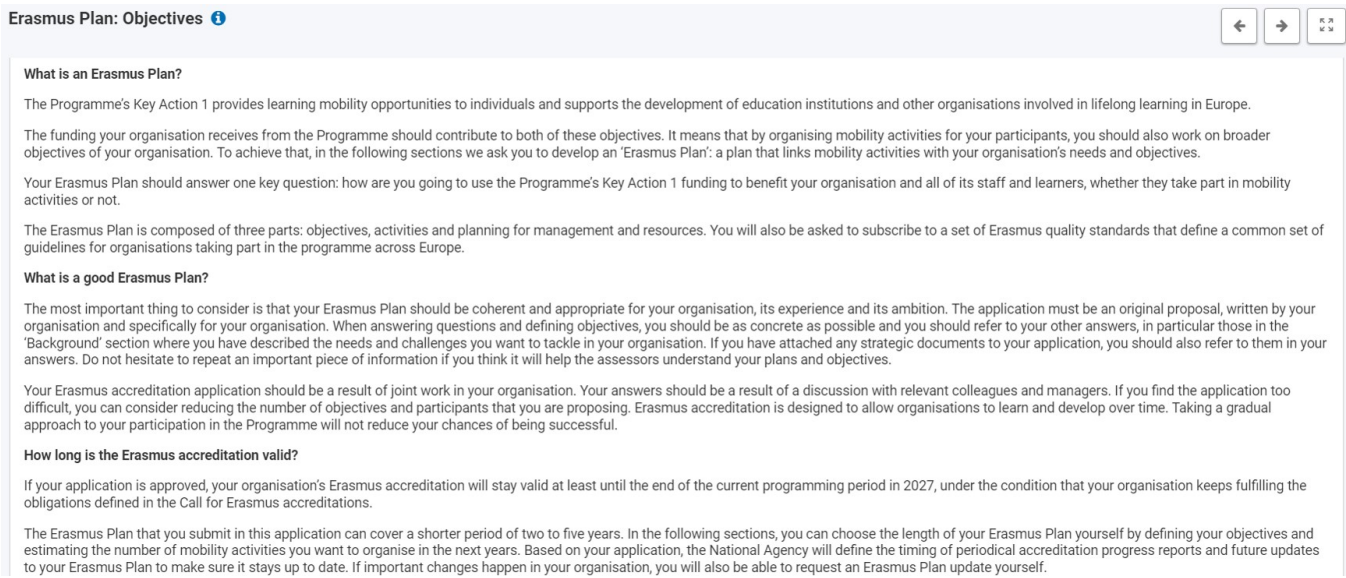 Erasmus Plan: Objectives
What is an Erasmus Plan?
The Programme's Key Action 1 provides learning mobility opportunities to individuals and supports the development of education institutions and other organisations involved in lifelong learning in Europe.
The funding your organisation receives from the Programme should contribute to both of these objectives. It means that by organising mobility activities for your participants, you should also work on broader
objectives of your organisation. To achieve that, in the following sections we ask you to develop an 'Erasmus Plan': a plan that links mobility activities with your organisation's needs and objectives.
Your Erasmus Plan should answer one key question: how are you going to use the Programme's Key Action 1 funding to benefit your organisation and all of its staff and learners, whether they take part in mobility
activities or not.
The Erasmus Plan is composed of three parts: objectives, activities and planning for management and resources. You will also be asked to subscribe to a set of Erasmus quality standards that define a common set of
guidelines for organisations taking part in the programme across Europe.
What is a good Erasmus Plan?
The most important thing to consider is that your Erasmus Plan should be coherent and appropriate for your organisation, its experience and its ambition. The application must be an original proposal, written by your
organisation and specifically for your organisation. When answering questions and defining objectives, you should be as concrete as possible and you should refer to your other answers, in particular those in the
'Background' section where you have described the needs and challenges you want to tackle in your organisation. If you have attached any strategic documents to your application, you should also refer to them in your
answers. Do not hesitate to repeat an important piece of information if you think it will help the assessors understand your plans and objectives.
Your Erasmus accreditation application should be a result of joint work in your organisation. Your answers should be a result of a discussion with relevant colleagues and managers. If you find the application too
difficult, you can consider reducing the number of objectives and participants that you are proposing. Erasmus accreditation is designed to allow organisations to learn and develop over time. Taking a gradual
approach to your participation in the Programme will not reduce your chances of being successful.
How long is the Erasmus accreditation valid?
If your application is approved, your organisation's Erasmus accreditation will stay valid at least until the end of the current programming period in 2027, under the condition that your organisation keeps fulfilling the
obligations defined in the Call for Erasmus accreditations.
The Erasmus Plan that you submit in this application can cover a shorter period of two to five years. In the following sections, you can choose the length of your Erasmus Plan yourself by defining your objectives and
estimating the number of mobility activities you want to organise in the next years. Based on your application, the National Agency will define the timing of periodical accreditation progress reports and future updates
to your Erasmus Plan to make sure it stays up to date. If important changes happen in your organisation, you will also be able to request an Erasmus Plan update yourself.